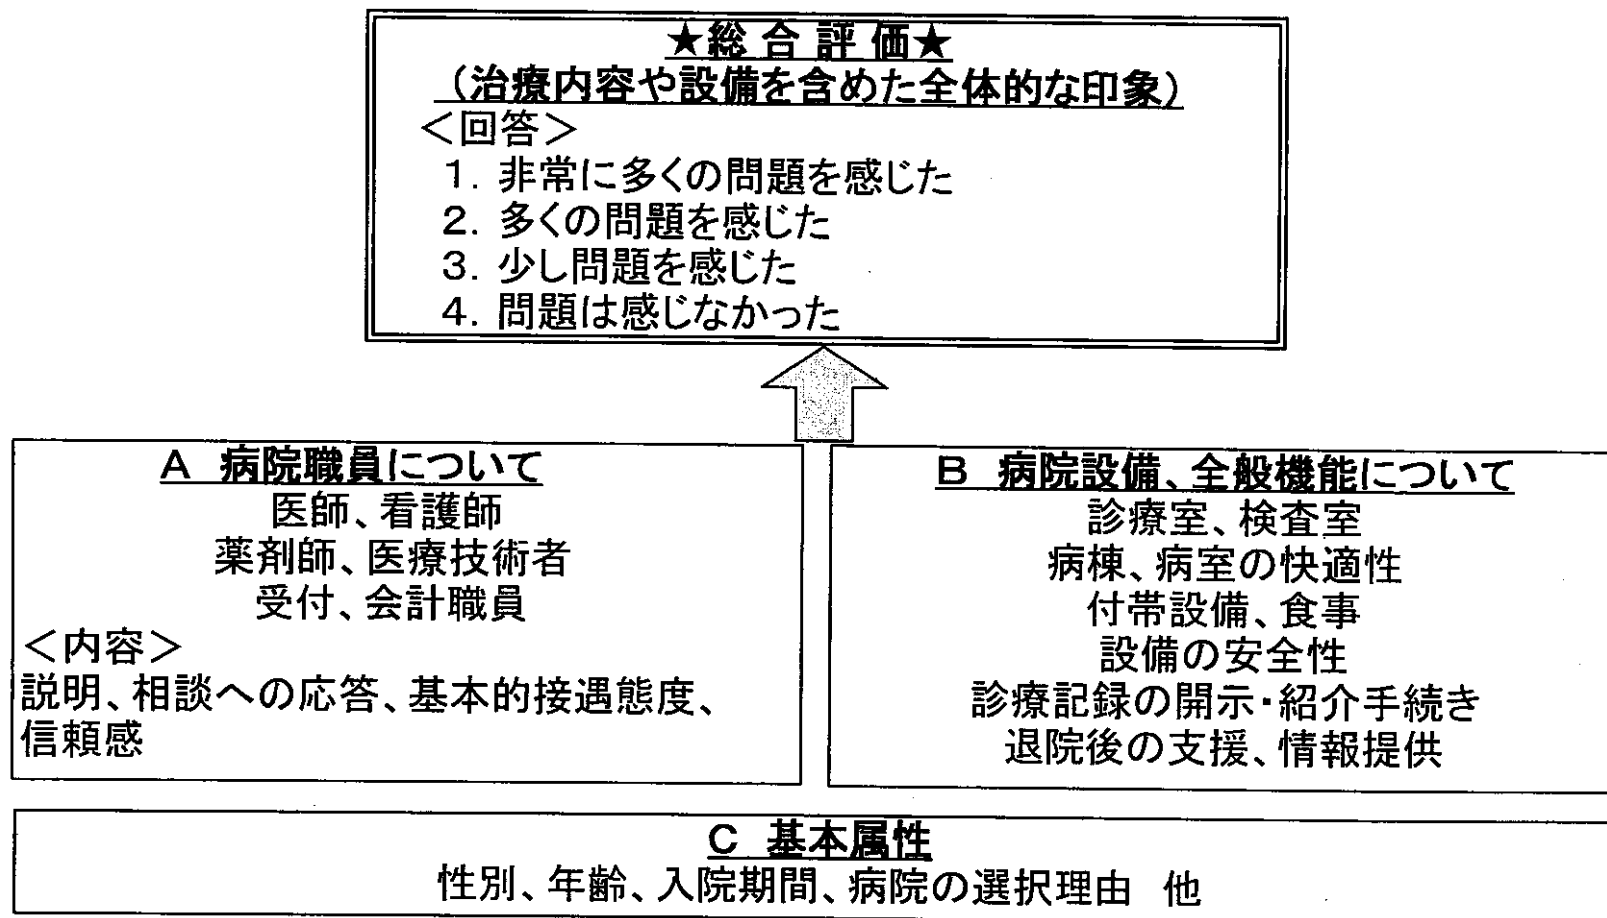 ★総 合 評 価★
(治療内容や設備を含めた全体的な印象)
＜回答＞
1. 非常に多くの問題を感じた
2. 多くの問題を感じた
3. 少し問題を感じた
4. 問題は感じなかった
A 病院職員について
医師、看護師
薬剤師、医療技術者
受付、会計職員
＜内容＞
説明、相談への応答、基本的接遇態度、
信頼感
B 病院設備、全般機能について
診療室、検査室
病棟、病室の快適性
付帯設備、食事
設備の安全性
診療記録の開示・紹介手続き
退院後の支援、情報提供
C 基本属性
性別、年齢、入院期間、病院の選択理由 他